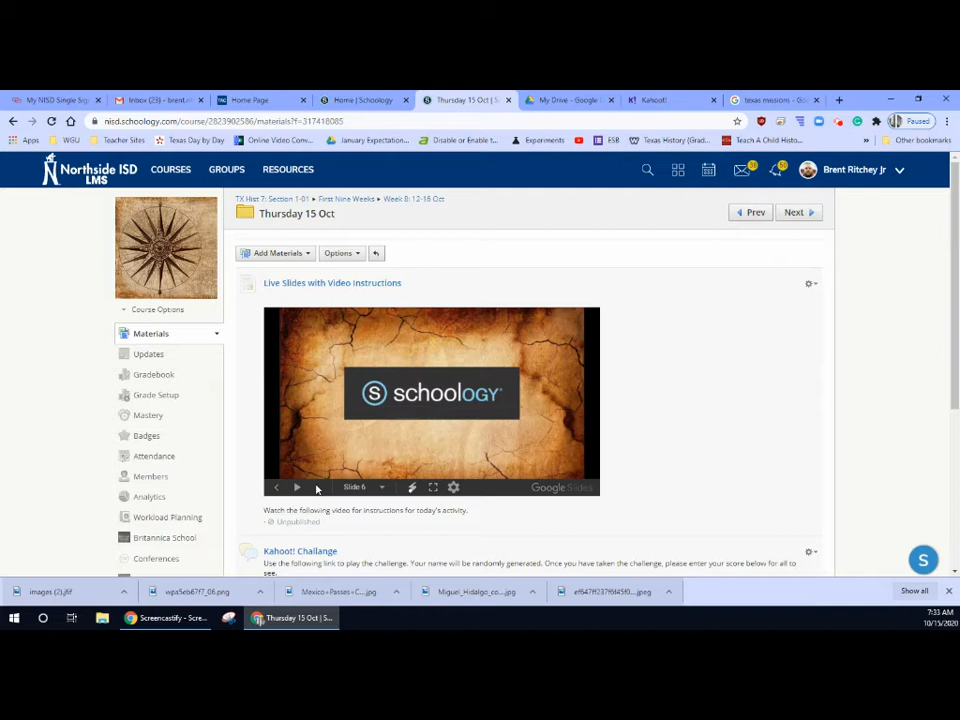 My NISD Single Sig
Inbox (23) - brent.r
Home Page
Home | Schoology
Thursday 15 Oct | S
My Drive - Google
Kahoot!
texas missions - Go
nisd.schoology.com/course/2823902586/materials?f=317418085
Paused
Apps
WGU
Teacher Sites
Texas Day by Day
Online Video Conv...
January Expectation...
Disable or Enable t...
Experiments
ESB
Texas History (Grad...
Teach A Child Histo...
Other bookmarks
Northside ISD
LMS
COURSES
GROUPS
RESOURCES
Brent Ritchey Jr
TX Hist 7: Section 1-01 ▸ First Nine Weeks ▸ Week 8: 12-16 Oct
Thursday 15 Oct
Prev
Next
Add Materials
Options
Course Options
Materials
Updates
Gradebook
Grade Setup
Mastery
Badges
Attendance
Members
Analytics
Workload Planning
Britannica School
Conferences
Live Slides with Video Instructions
S schoology
Slide 6
Google Slides
Watch the following video for instructions for today's activity.
Unpublished
Kahoot! Challange
Use the following link to play the challenge. Your name will be randomly generated. Once you have taken the challenge, please enter your score below for all to
see.
S
images (2).jfif
wpa5eb67f7_06.png
Mexico+Passes+C....jpg
Miguel_Hidalgo_co....jpg
ef647ff237f6f45f0....jpeg
Show all
Screencastify - Scre...
Thursday 15 Oct | S...
7:33 AM
10/15/2020